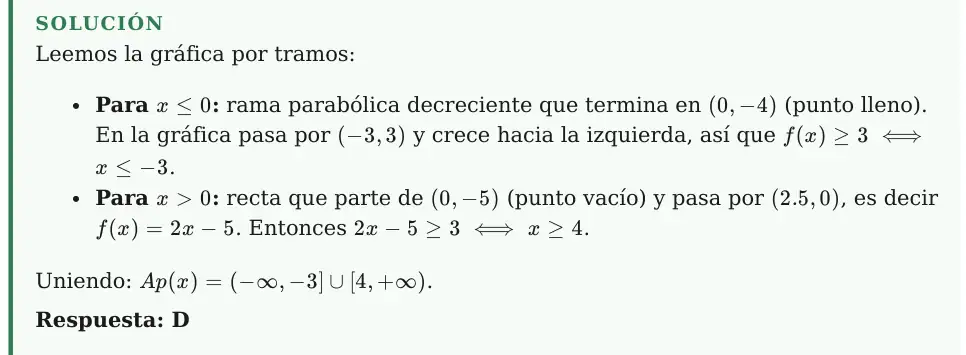 SOLUCIÓN
Leemos la gráfica por tramos:
• Para x ≤ 0: rama parabólica decreciente que termina en (0, −4) (punto lleno).
En la gráfica pasa por (−3, 3) y crece hacia la izquierda, así que f(x) ≥ 3 ⟺
x ≤ −3.
• Para x > 0: recta que parte de (0, −5) (punto vacío) y pasa por (2.5, 0), es decir
f(x) = 2x − 5. Entonces 2x − 5 ≥ 3 ⟺ x ≥ 4.
Uniendo: Ap(x) = (−∞, −3] ∪ [4, +∞).
Respuesta: D